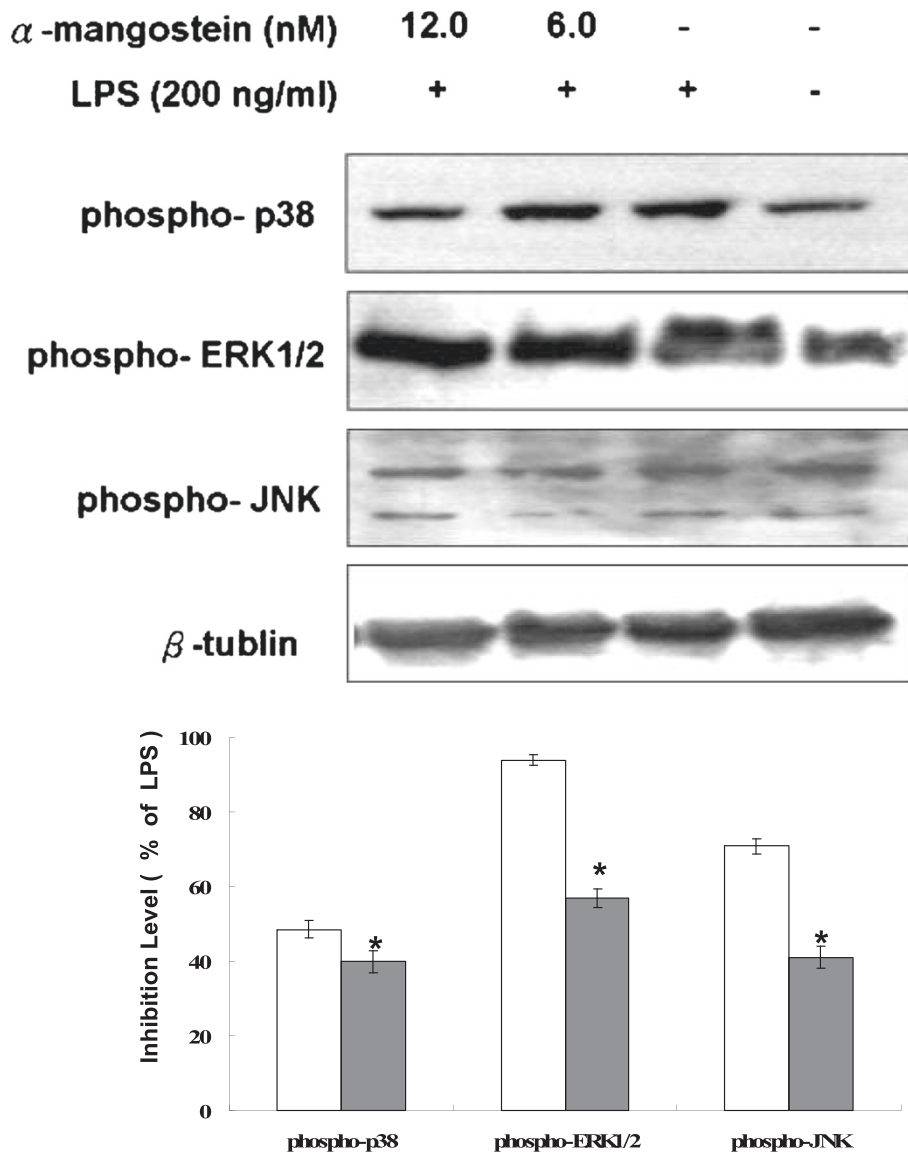 α-mangostein (nM) 12.0 6.0 - -
LPS (200 ng/ml) + + + -
phospho- p38
phospho- ERK1/2
phospho- JNK
β-tublin
Inhibition Level ( % of LPS )
100
80
60
40
20
0
*
*
*
phospho-p38 phospho-ERK1/2 phospho-JNK